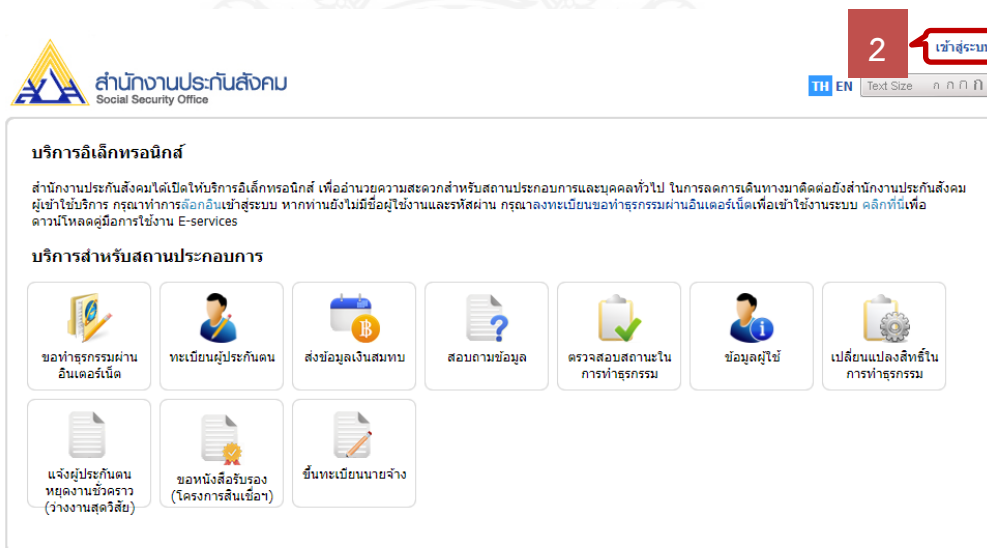 2
เข้าสู่ระบบ
สำนักงานประกันสังคม
Social Security Office
TH EN Text Size ก ก ก ก
บริการอิเล็กทรอนิกส์
สำนักงานประกันสังคมได้เปิดให้บริการอิเล็กทรอนิกส์ เพื่ออำนวยความสะดวกสำหรับสถานประกอบการและบุคคลทั่วไป ในการลดการเดินทางมาติดต่อยังสำนักงานประกันสังคม
ผู้เข้าใช้บริการ กรุณาทำการล๊อกอินเข้าสู่ระบบ หากท่านยังไม่มีชื่อผู้ใช้งานและรหัสผ่าน กรุณาลงทะเบียนขอทำธุรกรรมผ่านอินเตอร์เน็ตเพื่อเข้าใช้งานระบบ คลิกที่นี่เพื่อ
ดาวน์โหลดคู่มือการใช้งาน E-services
บริการสำหรับสถานประกอบการ
ขอทำธุรกรรมผ่าน
อินเตอร์เน็ต
ทะเบียนผู้ประกันตน
ส่งข้อมูลเงินสมทบ
สอบถามข้อมูล
ตรวจสอบสถานะใน
การทำธุรกรรม
ข้อมูลผู้ใช้
เปลี่ยนแปลงสิทธิ์ใน
การทำธุรกรรม
แจ้งผู้ประกันตน
หยุดงานชั่วคราว
(ว่างงานสุดวิสัย)
ขอหนังสือรับรอง
(โครงการสินเชื่อฯ)
ขึ้นทะเบียนนายจ้าง